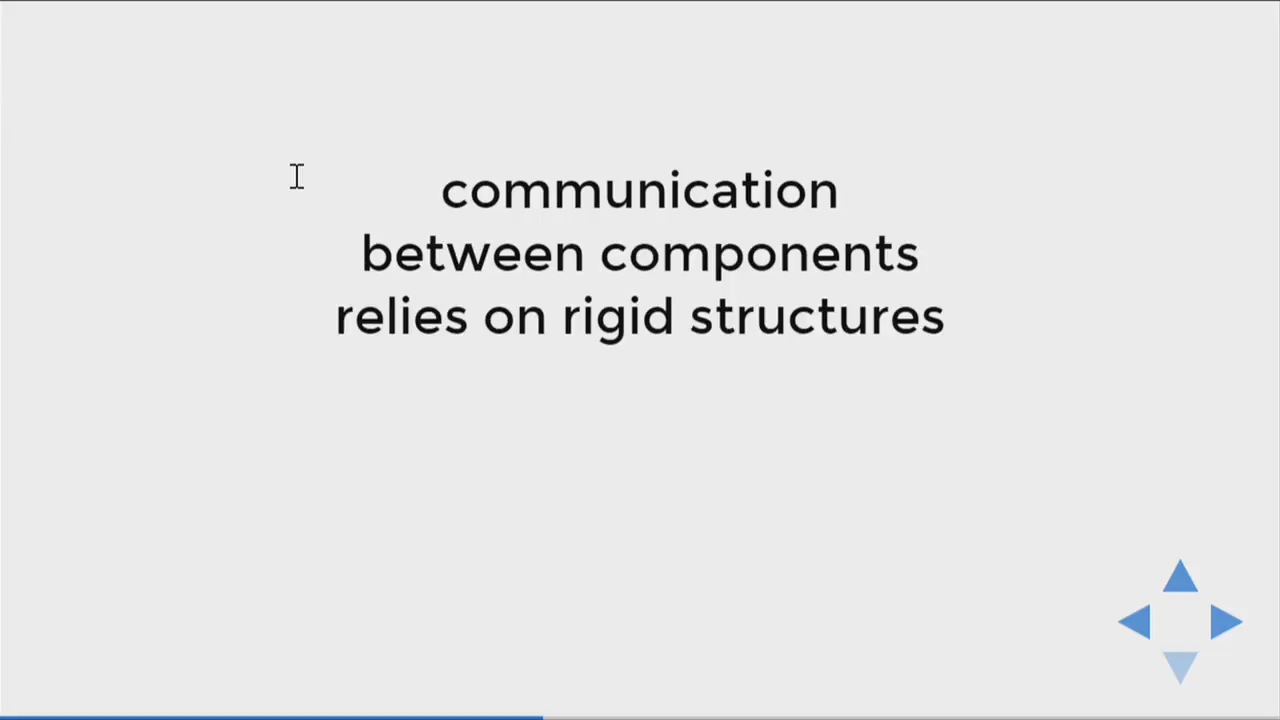 communication
between components
relies on rigid structures